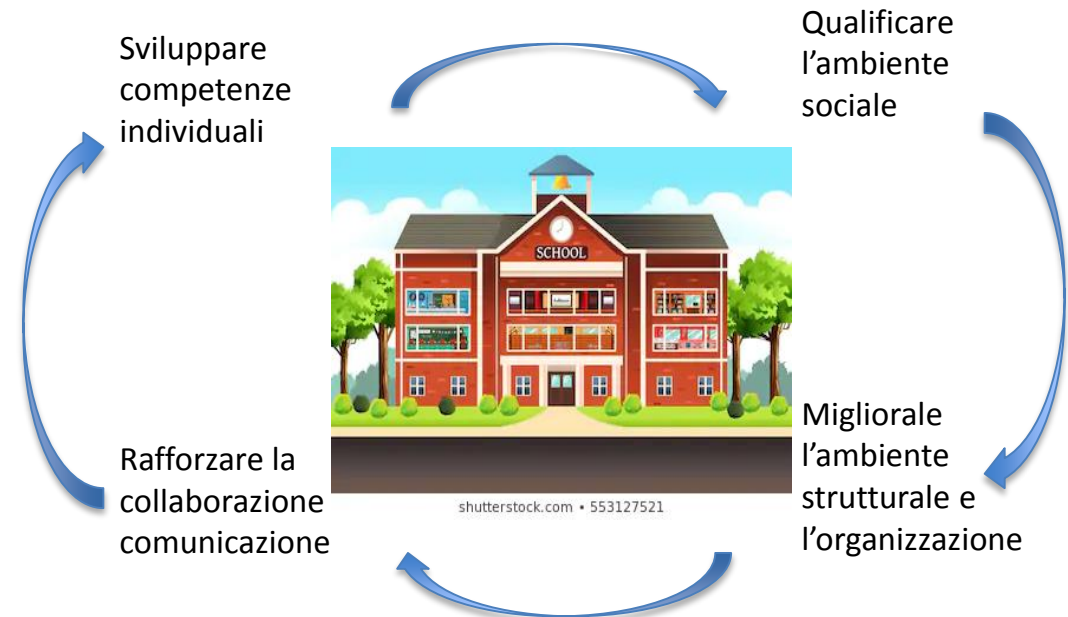 Sviluppare
competenze
individuali
Qualificare
l'ambiente
sociale
SCHOOL
Rafforzare la
collaborazione
comunicazione
Migliorale
l'ambiente
strutturale e
l'organizzazione
shutterstock.com • 553127521